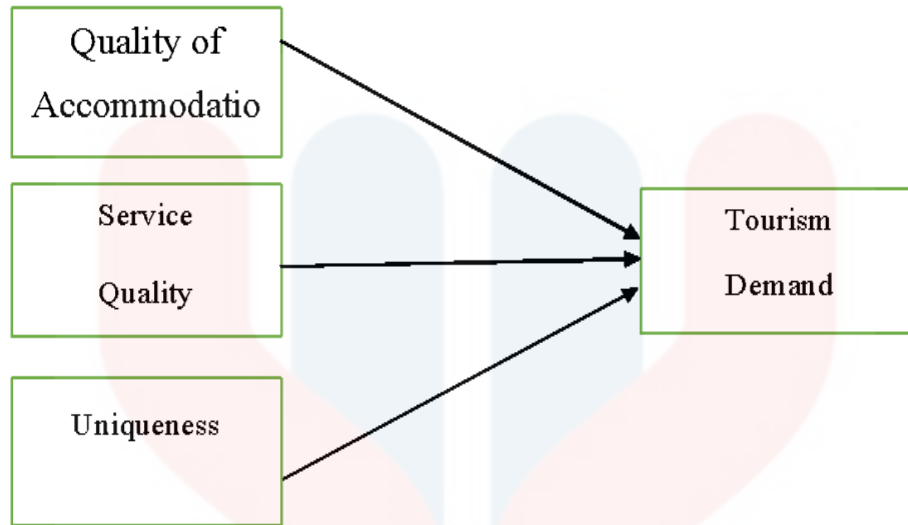 Quality of
Accommodatio
Service
Quality
Uniqueness
Tourism
Demand